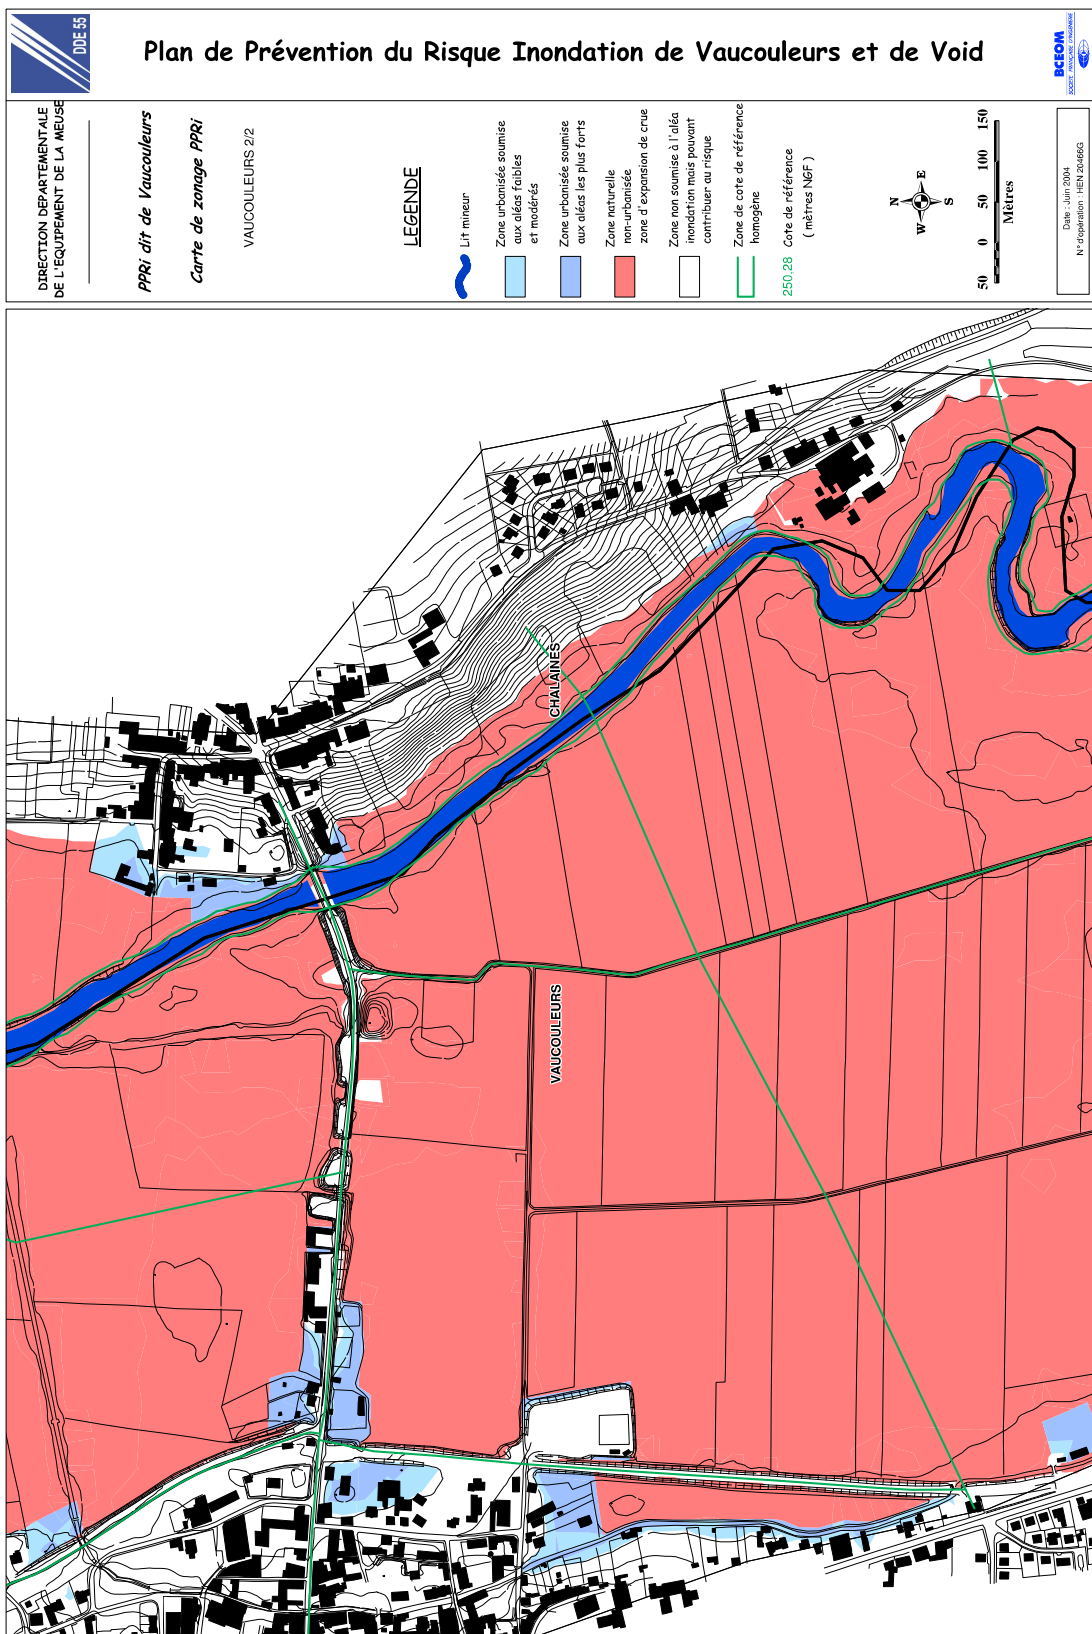 DDE 55
Plan de Prévention du Risque Inondation de Vaucouleurs et de Void
BCEOM
SOCIETE FRANÇAISE D'INGENIERIE
DIRECTION DEPARTEMENTALE
DE L'EQUIPEMENT DE LA MEUSE
PPRi dit de Vaucouleurs
Carte de zonage PPRi
VAUCOULEURS 2/2
LEGENDE
Lit mineur
Zone urbanisée soumise
aux aléas faibles
et modérés
Zone urbanisée soumise
aux aléas les plus forts
Zone naturelle
non-urbanisée
zone d'expansion de crue
Zone non soumise à l'aléa
inondation mais pouvant
contribuer au risque
Zone de cote de référence
homogène
250.28 Cote de référence
( mètres NGF )
N
W E
S
50 0 50 100 150
Mètres
Date : Juin 2004
N° d'opération : HEN 20466G
CHALAINES
VAUCOULEURS